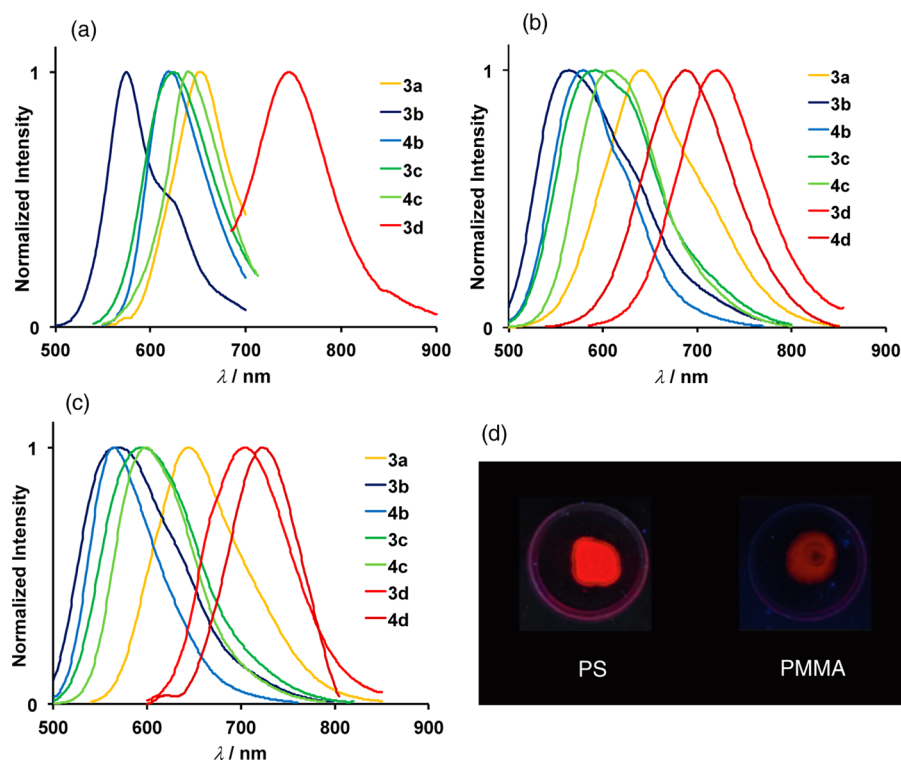 (a)
Normalized Intensity
1
0
500 600 700 800 900
λ / nm
3a
3b
4b
3c
4c
3d
(b)
Normalized Intensity
1
0
500 600 700 800 900
λ / nm
3a
3b
4b
3c
4c
3d
4d
(c)
Normalized Intensity
1
0
500 600 700 800 900
λ / nm
3a
3b
4b
3c
4c
3d
4d
(d)
PS PMMA